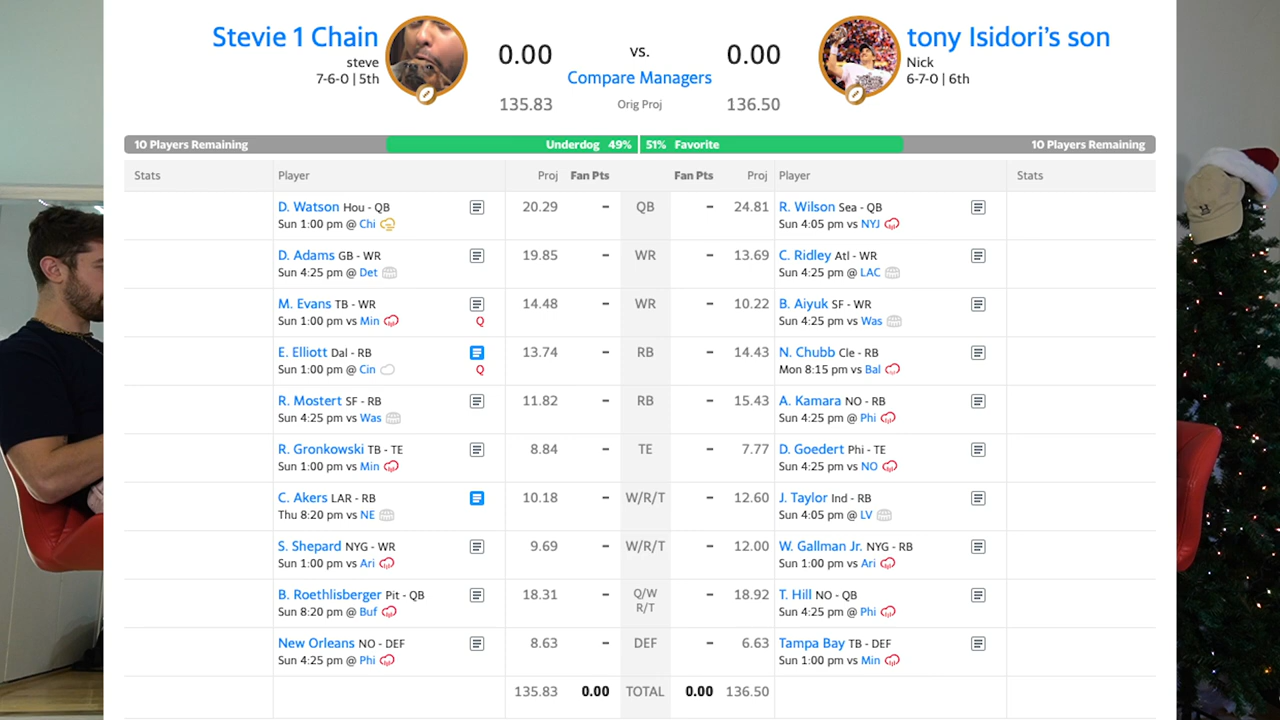 Stevie 1 Chain
steve
7-6-0 | 5th
0.00
135.83
vs.
Compare Managers
Orig Proj
0.00
136.50
tony Isidori's son
Nick
6-7-0 | 6th
10 Players Remaining
Underdog 49%
51% Favorite
10 Players Remaining
Stats Player Proj Fan Pts Fan Pts Proj Player Stats
D. Watson Hou - QB 20.29 – QB – 24.81 R. Wilson Sea - QB
Sun 1:00 pm @ Chi Sun 4:05 pm vs NYJ
D. Adams GB - WR 19.85 – WR – 13.69 C. Ridley Atl - WR
Sun 4:25 pm @ Det Sun 4:25 pm @ LAC
M. Evans TB - WR 14.48 – WR – 10.22 B. Aiyuk SF - WR
Sun 1:00 pm vs Min Q Sun 4:25 pm vs Was
E. Elliott Dal - RB 13.74 – RB – 14.43 N. Chubb Cle - RB
Sun 1:00 pm @ Cin Q Mon 8:15 pm vs Bal
R. Mostert SF - RB 11.82 – RB – 15.43 A. Kamara NO - RB
Sun 4:25 pm vs Was Sun 4:25 pm @ Phi
R. Gronkowski TB - TE 8.84 – TE – 7.77 D. Goedert Phi - TE
Sun 1:00 pm vs Min Sun 4:25 pm vs NO
C. Akers LAR - RB 10.18 – W/R/T – 12.60 J. Taylor Ind - RB
Thu 8:20 pm vs NE Sun 4:05 pm @ LV
S. Shepard NYG - WR 9.69 – W/R/T – 12.00 W. Gallman Jr. NYG - RB
Sun 1:00 pm vs Ari Sun 1:00 pm vs Ari
B. Roethlisberger Pit - QB 18.31 – Q/W R/T – 18.92 T. Hill NO - QB
Sun 8:20 pm @ Buf Sun 4:25 pm @ Phi
New Orleans NO - DEF 8.63 – DEF – 6.63 Tampa Bay TB - DEF
Sun 4:25 pm @ Phi Sun 1:00 pm vs Min
135.83 0.00 TOTAL 0.00 136.50